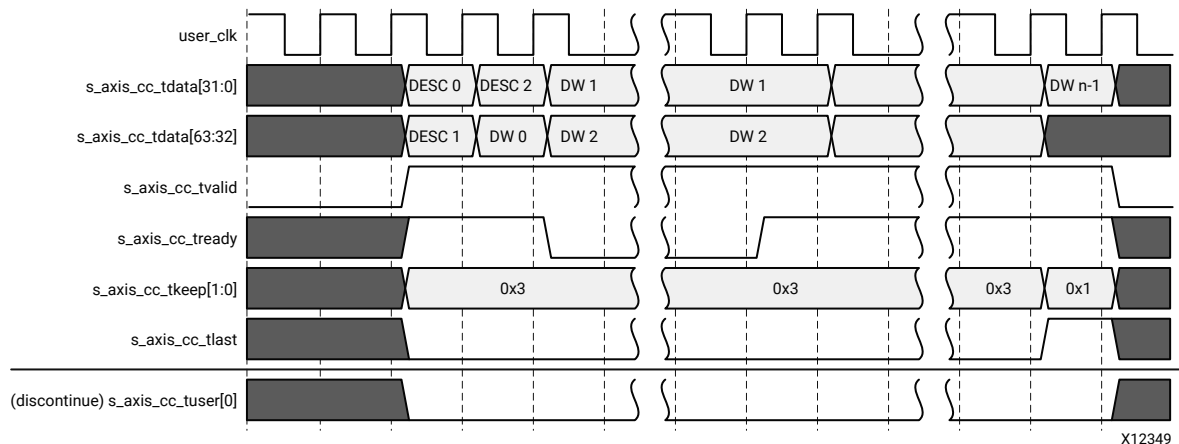 user_clk
s_axis_cc_tdata[31:0] DESC 0 DESC 2 DW 1 DW 1 DW n-1
s_axis_cc_tdata[63:32] DESC 1 DW 0 DW 2 DW 2
s_axis_cc_tvalid
s_axis_cc_tready
s_axis_cc_tkeep[1:0] 0x3 0x3 0x3 0x1
s_axis_cc_tlast
(discontinue) s_axis_cc_tuser[0]
X12349